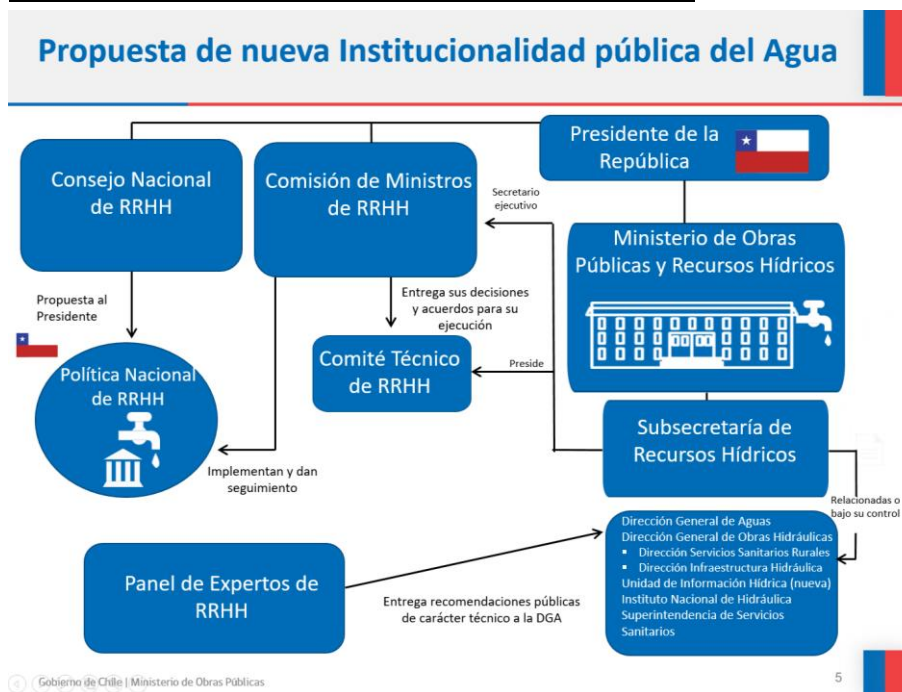 Propuesta de nueva Institucionalidad pública del Agua
Presidente de la
República
Consejo Nacional
de RRHH
Comisión de Ministros
de RRHH
Secretario
ejecutivo
Ministerio de Obras
Públicas y Recursos Hídricos
Propuesta al
Presidente
Entrega sus decisiones
y acuerdos para su
ejecución
Política Nacional
de RRHH
Comité Técnico
de RRHH
Preside
Subsecretaría de
Recursos Hídricos
Implementan y dan
seguimiento
Relacionadas o
bajo su control
Dirección General de Aguas
Dirección General de Obras Hidráulicas
▪ Dirección Servicios Sanitarios Rurales
▪ Dirección Infraestructura Hidráulica
Unidad de Información Hídrica (nueva)
Instituto Nacional de Hidráulica
Superintendencia de Servicios
Sanitarios
Panel de Expertos de
RRHH
Entrega recomendaciones públicas
de carácter técnico a la DGA
Gobierno de Chile | Ministerio de Obras Públicas
5